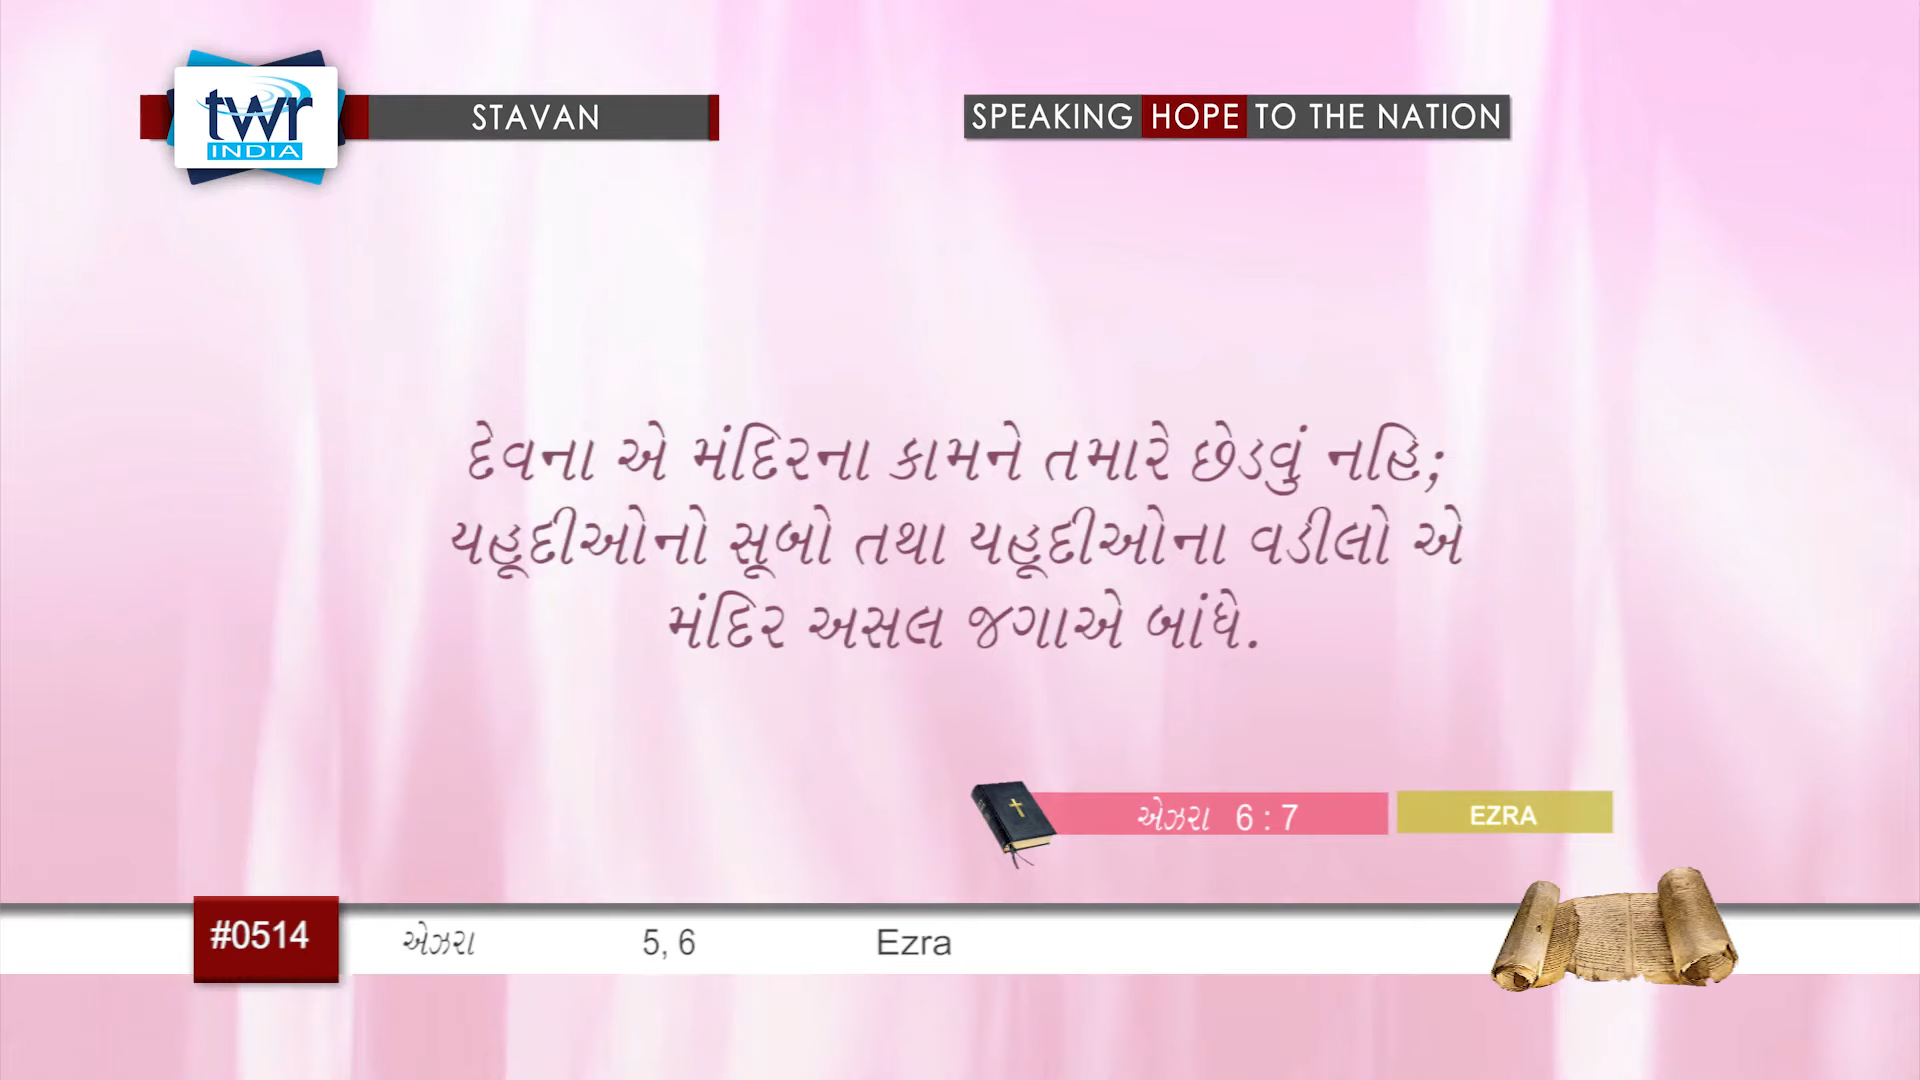 twr
INDIA
STAVAN
SPEAKING HOPE TO THE NATION
દેવના એ મંદિરના કામને તમારે છેડવું નહિ;
યહૂદીઓનો સૂબો તથા યહૂદીઓના વડીલો એ
મંદિર અસલ જગાએ બાંધે.
એઝરા 6 : 7
EZRA
#0514
એઝરા 5, 6 Ezra